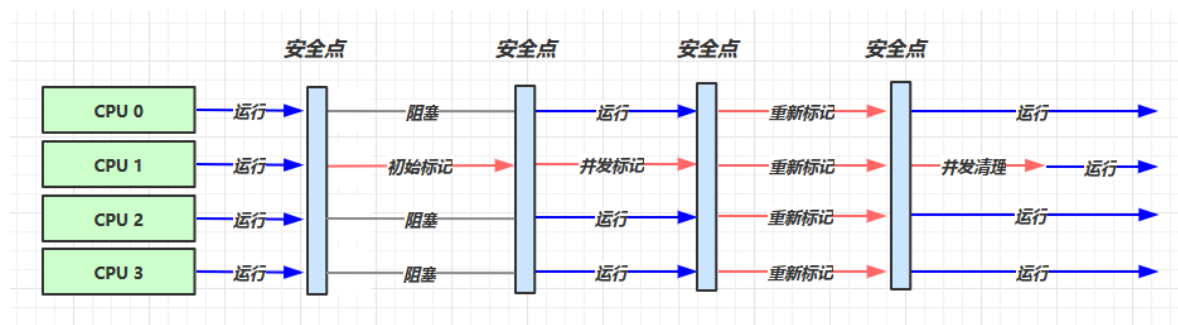 安全点 安全点 安全点 安全点
CPU 0 运行 阻塞 运行 重新标记 运行
CPU 1 运行 初始标记 并发标记 重新标记 并发清理 运行
CPU 2 运行 阻塞 运行 重新标记 运行
CPU 3 运行 阻塞 运行 重新标记 运行